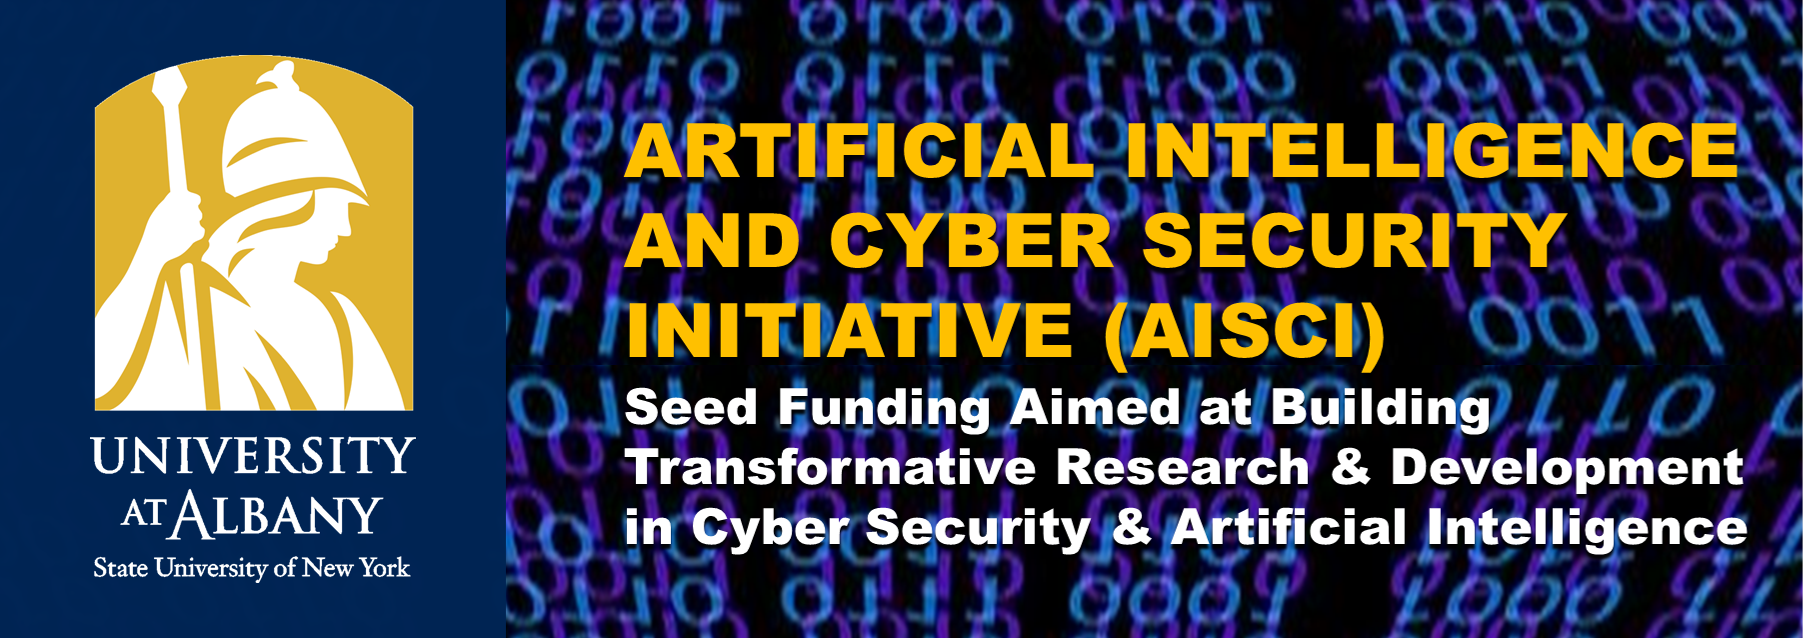 UNIVERSITY
AT ALBANY
State University of New York
ARTIFICIAL INTELLIGENCE
AND CYBER SECURITY
INITIATIVE (AISCI)
Seed Funding Aimed at Building
Transformative Research & Development
in Cyber Security & Artificial Intelligence